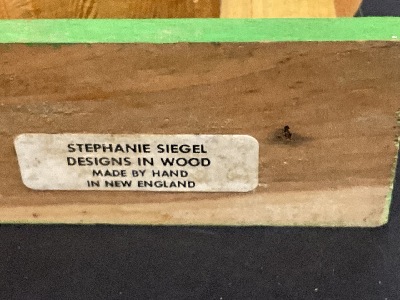 STEPHANIE SIEGEL
DESIGNS IN WOOD
MADE BY HAND
IN NEW ENGLAND